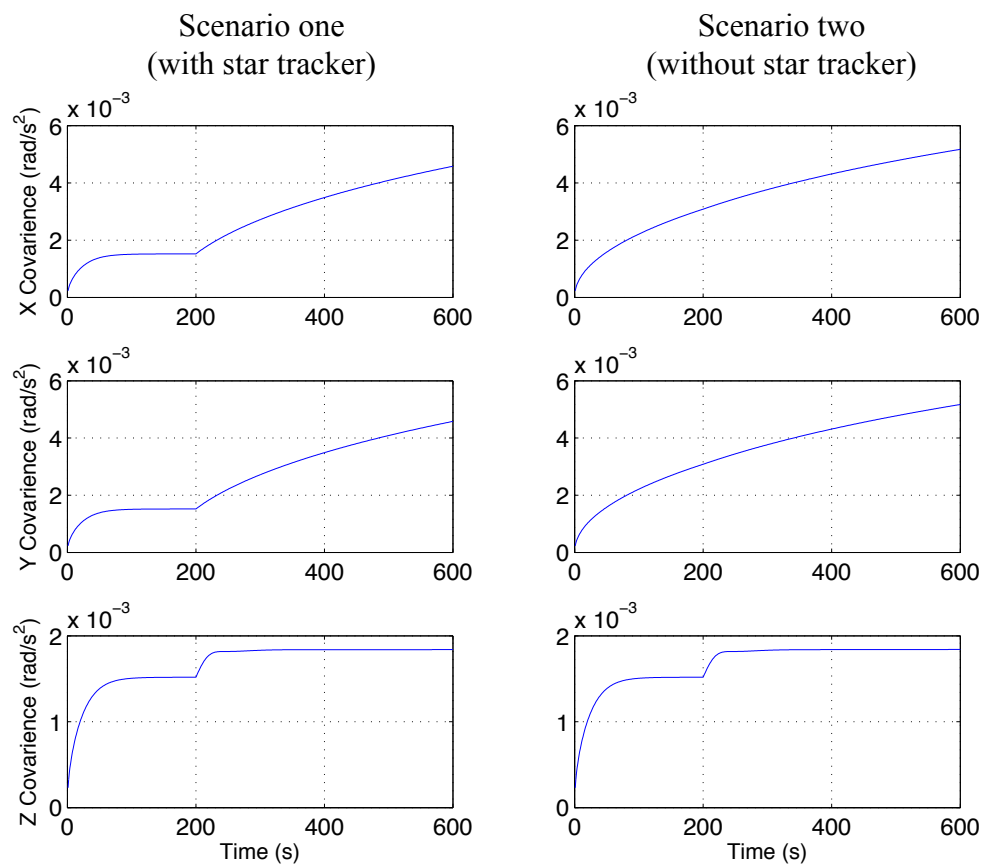 Scenario one
(with star tracker)
Scenario two
(without star tracker)
x 10⁻³
X Covarience (rad/s²)
6
4
2
0
0 200 400 600
x 10⁻³
6
4
2
0
0 200 400 600
x 10⁻³
Y Covarience (rad/s²)
6
4
2
0
0 200 400 600
x 10⁻³
6
4
2
0
0 200 400 600
x 10⁻³
Z Covarience (rad/s²)
2
1
0
0 200 400 600
Time (s)
x 10⁻³
2
1
0
0 200 400 600
Time (s)